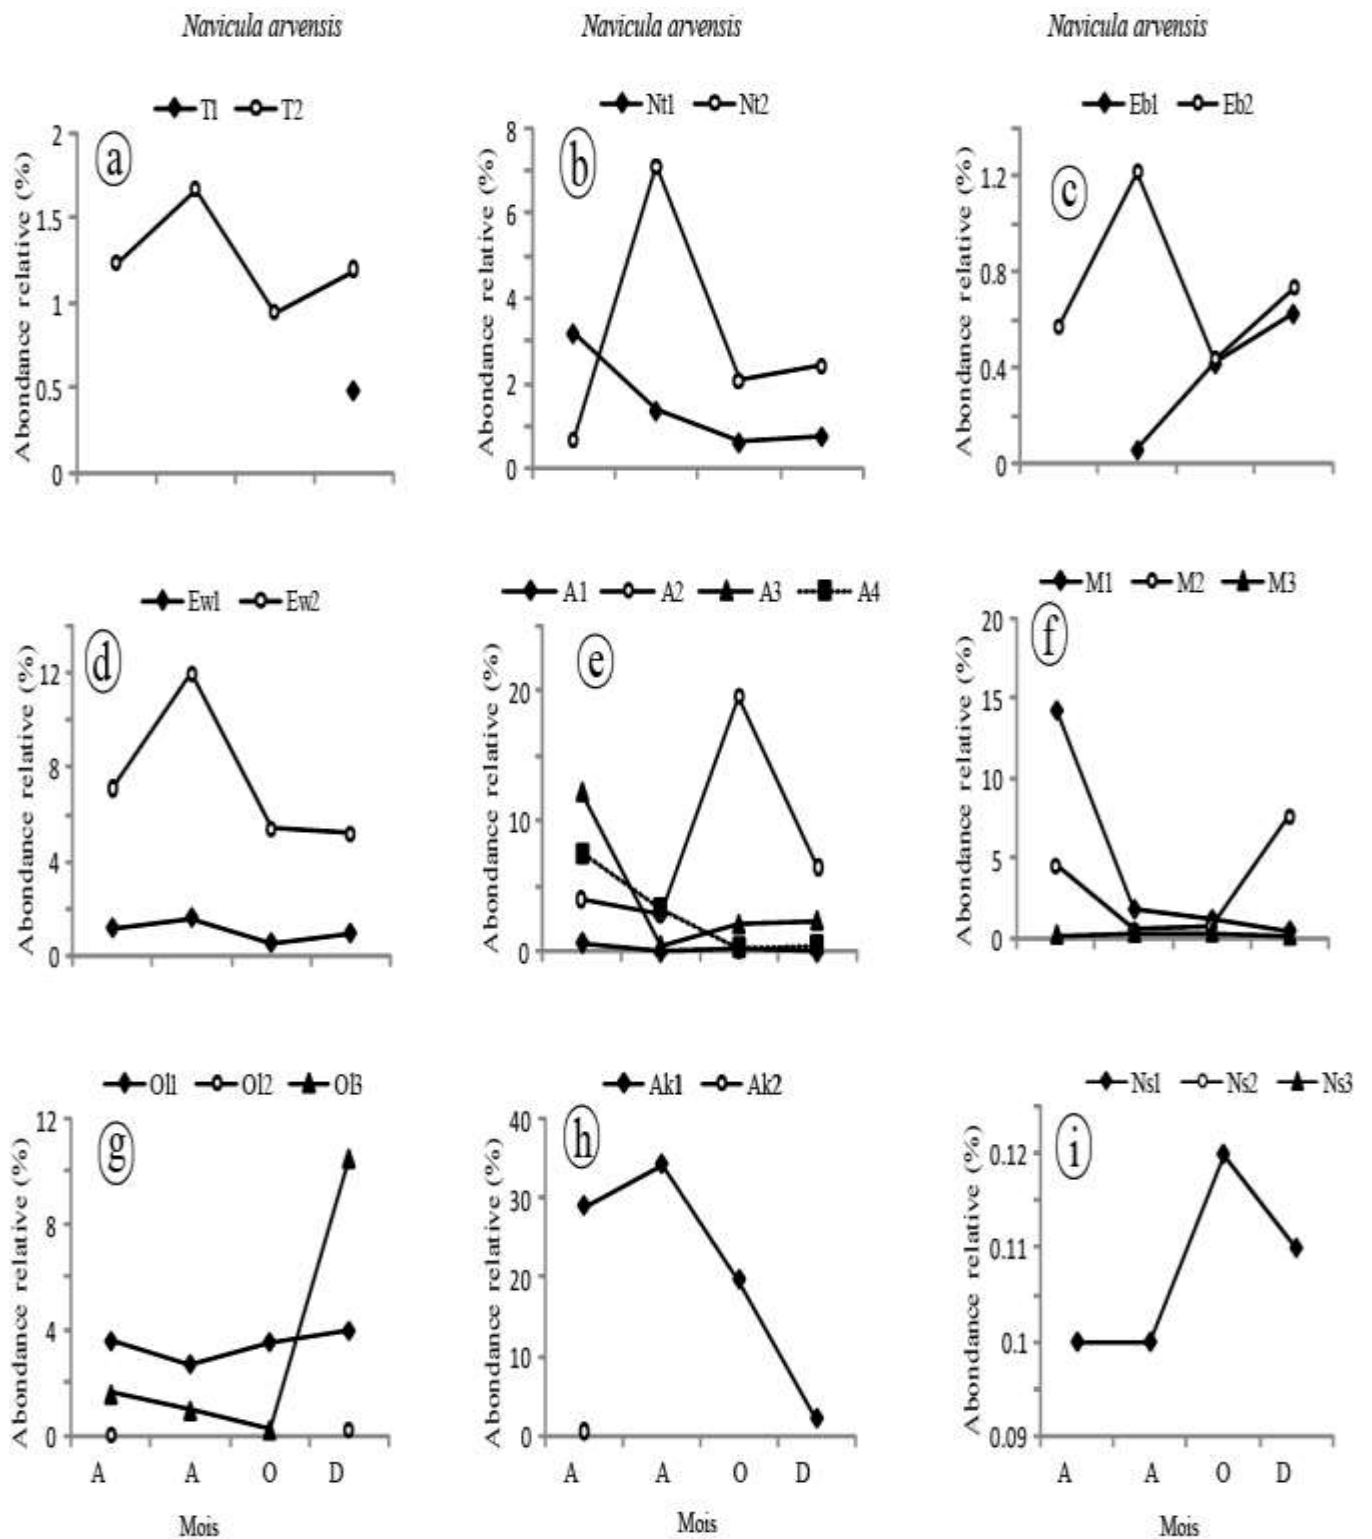 Navicula arvensis
Navicula arvensis
Navicula arvensis
T1 T2
a
Abondance relative (%)
2
1.5
1
0.5
0
Nt1 Nt2
b
Abondance relative (%)
8
6
4
2
0
Eb1 Eb2
c
Abondance relative (%)
1.2
0.8
0.4
0
Ew1 Ew2
d
Abondance relative (%)
12
8
4
0
A1 A2 A3 A4
e
Abondance relative (%)
20
10
0
M1 M2 M3
f
Abondance relative (%)
20
15
10
5
0
Ol1 Ol2 Ol3
g
Abondance relative (%)
12
8
4
0
A A O D
Mois
Ak1 Ak2
h
Abondance relative (%)
40
30
20
10
0
A A O D
Mois
Ns1 Ns2 Ns3
i
Abondance relative (%)
0.12
0.11
0.1
0.09
A A O D
Mois